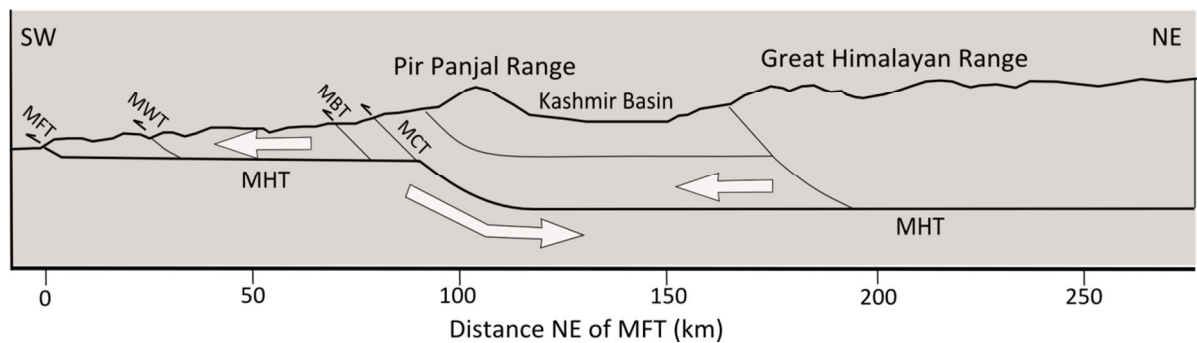 SW
NE
Pir Panjal Range
Great Himalayan Range
Kashmir Basin
MFT
MWT
MBT
MCT
MHT
MHT
0 50 100 150 200 250
Distance NE of MFT (km)